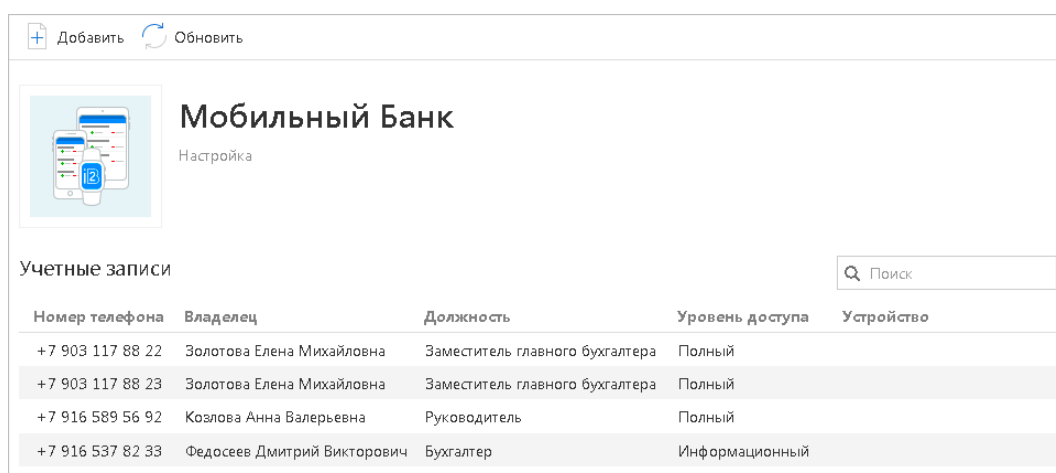 Добавить Обновить
Мобильный Банк
Настройка
i2
Учетные записи Поиск
Номер телефона Владелец Должность Уровень доступа Устройство
+7 903 117 88 22 Золотова Елена Михайловна Заместитель главного бухгалтера Полный
+7 903 117 88 23 Золотова Елена Михайловна Заместитель главного бухгалтера Полный
+7 916 589 56 92 Козлова Анна Валерьевна Руководитель Полный
+7 916 537 82 33 Федосеев Дмитрий Викторович Бухгалтер Информационный